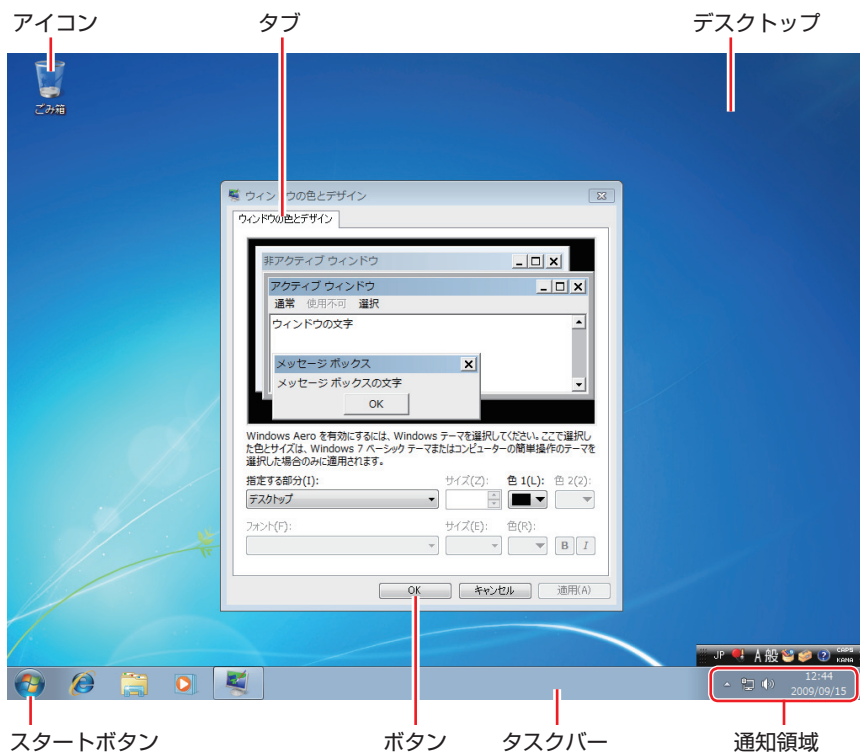 アイコン
タブ
デスクトップ
ごみ箱
ウィンドウの色とデザイン
ウィンドウの色とデザイン
非アクティブ ウィンドウ
アクティブ ウィンドウ
通常 使用不可 選択
ウィンドウの文字
メッセージ ボックス
メッセージ ボックスの文字
OK
Windows Aero を有効にするには、Windows テーマを選択してください。ここで選択し
た色とサイズは、Windows 7 ベーシック テーマまたはコンピューターの簡単操作のテーマを
選択した場合のみに適用されます。
指定する部分(I): サイズ(Z): 色 1(L): 色 2(2):
デスクトップ
フォント(F): サイズ(E): 色(R):
B I
OK キャンセル 適用(A)
JP A 般 CAPS
KANA
12:44
2009/09/15
スタートボタン
ボタン
タスクバー
通知領域